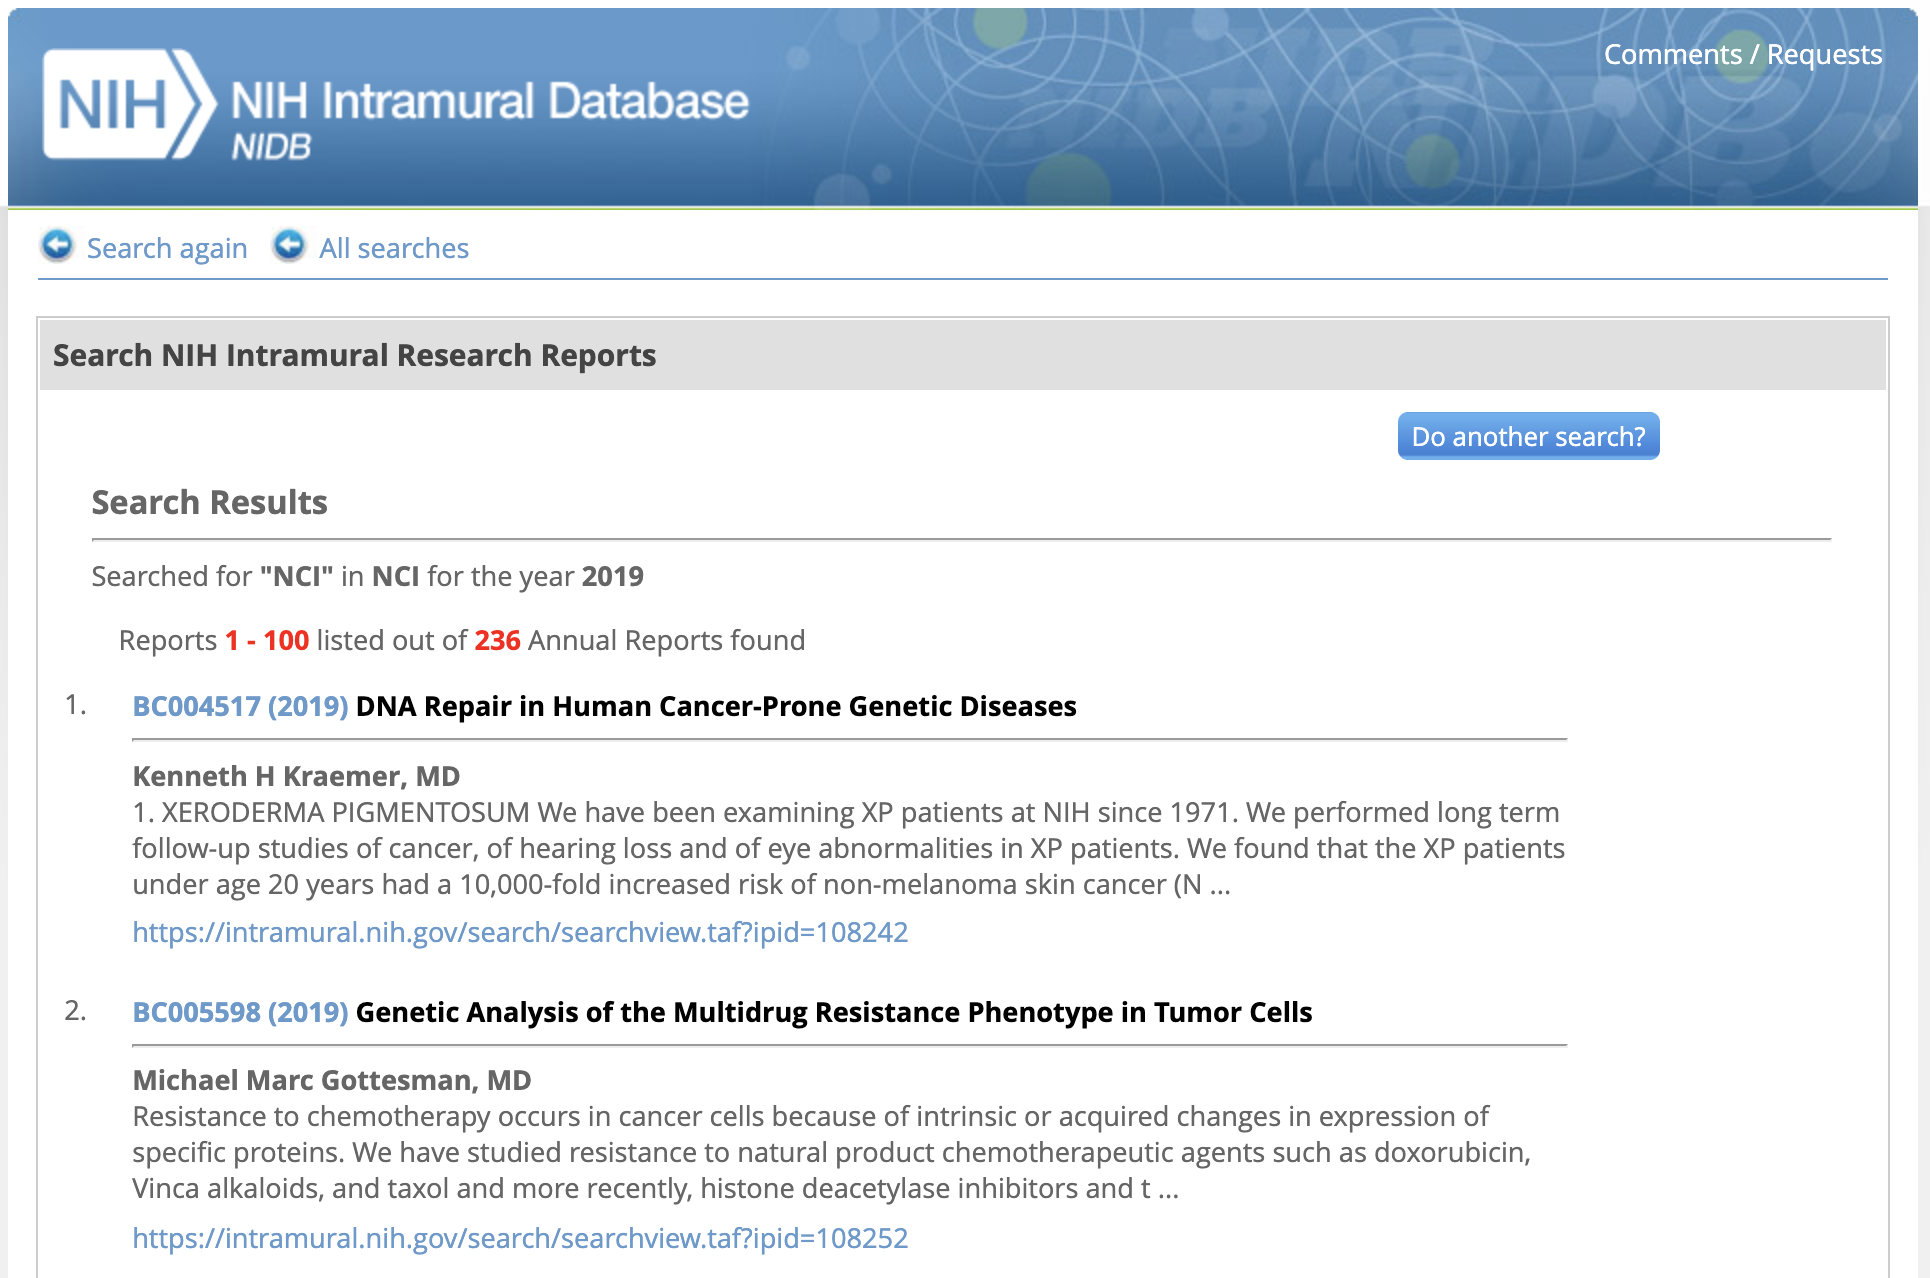 Comments / Requests
NIH
NIH Intramural Database
NIDB
Search again
All searches
Search NIH Intramural Research Reports
Do another search?
Search Results
Searched for "NCI" in NCI for the year 2019
Reports 1 - 100 listed out of 236 Annual Reports found
1.
BC004517 (2019) DNA Repair in Human Cancer-Prone Genetic Diseases
Kenneth H Kraemer, MD
1. XERODERMA PIGMENTOSUM We have been examining XP patients at NIH since 1971. We performed long term
follow-up studies of cancer, of hearing loss and of eye abnormalities in XP patients. We found that the XP patients
under age 20 years had a 10,000-fold increased risk of non-melanoma skin cancer (N ...
https://intramural.nih.gov/search/searchview.taf?ipid=108242
2.
BC005598 (2019) Genetic Analysis of the Multidrug Resistance Phenotype in Tumor Cells
Michael Marc Gottesman, MD
Resistance to chemotherapy occurs in cancer cells because of intrinsic or acquired changes in expression of
specific proteins. We have studied resistance to natural product chemotherapeutic agents such as doxorubicin,
Vinca alkaloids, and taxol and more recently, histone deacetylase inhibitors and t ...
https://intramural.nih.gov/search/searchview.taf?ipid=108252